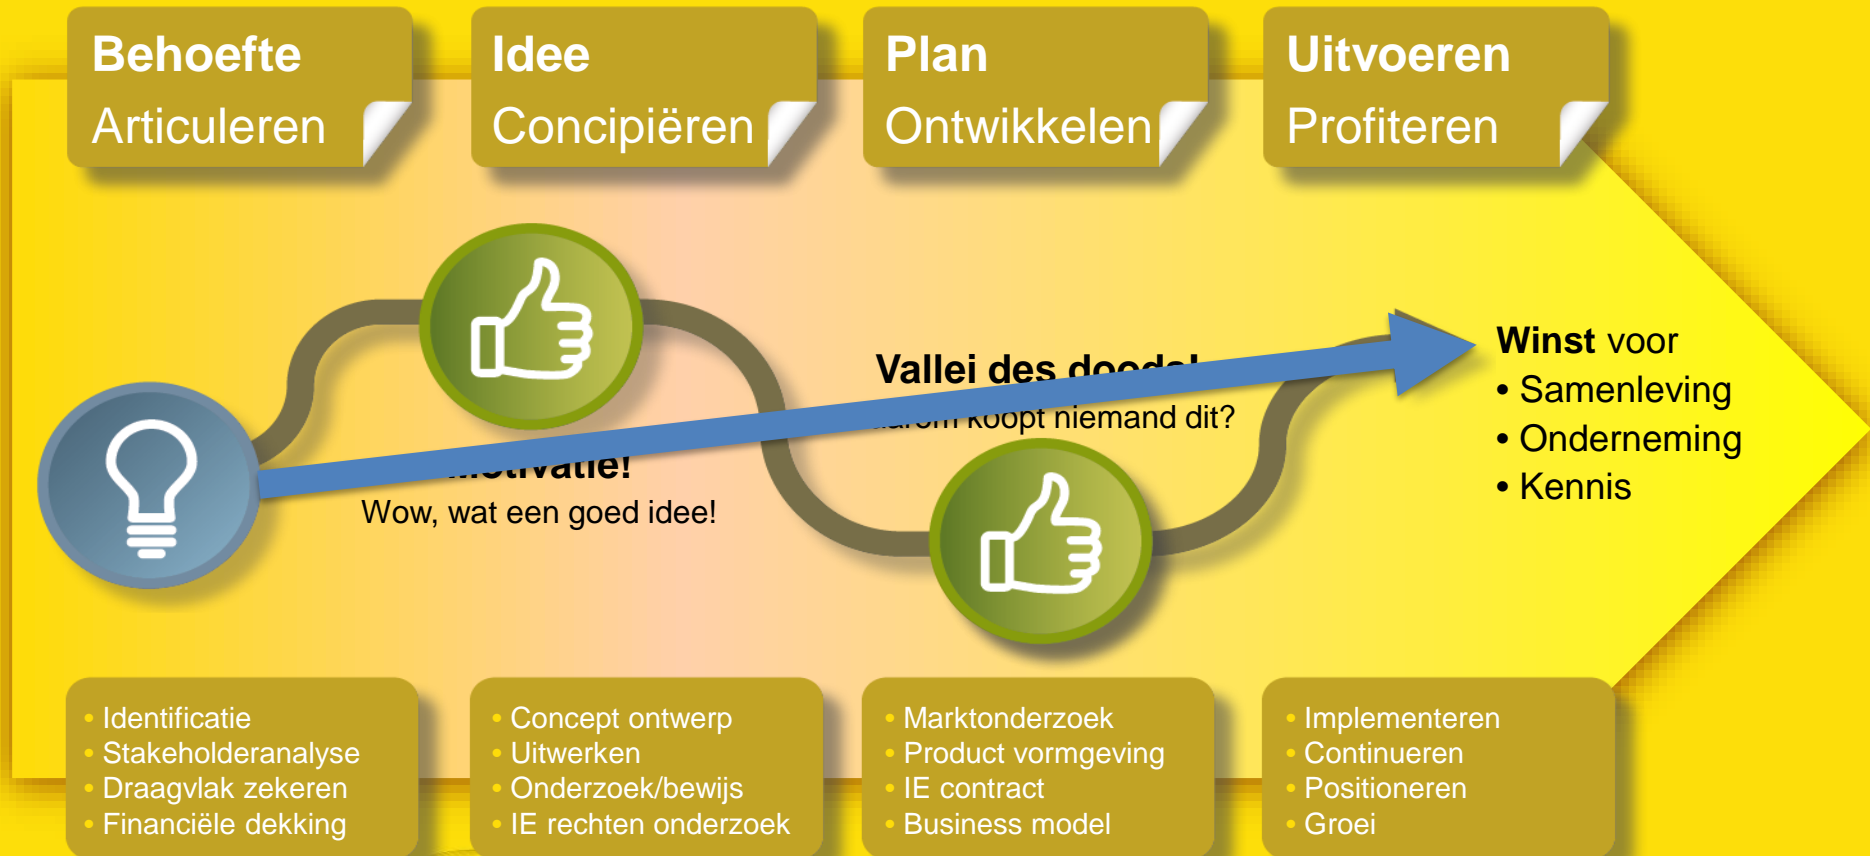 Behoefte
Articuleren
Idee
Concipiëren
Plan
Ontwikkelen
Uitvoeren
Profiteren
Vallei des doods!
koopt niemand dit?
Motivatie!
Wow, wat een goed idee!
Winst voor
• Samenleving
• Onderneming
• Kennis
• Identificatie
• Stakeholderanalyse
• Draagvlak zekeren
• Financiële dekking
• Concept ontwerp
• Uitwerken
• Onderzoek/bewijs
• IE rechten onderzoek
• Marktonderzoek
• Product vormgeving
• IE contract
• Business model
• Implementeren
• Continueren
• Positioneren
• Groei